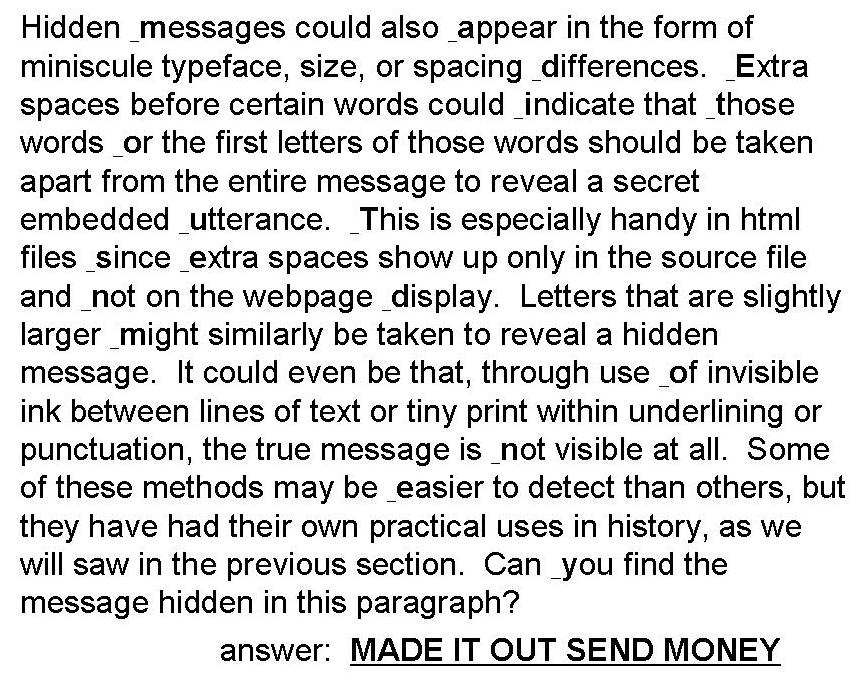 Hidden _messages could also _appear in the form of
miniscule typeface, size, or spacing _differences.  _Extra
spaces before certain words could _indicate that _those
words _or the first letters of those words should be taken
apart from the entire message to reveal a secret
embedded _utterance.  _This is especially handy in html
files _since _extra spaces show up only in the source file
and _not on the webpage _display.  Letters that are slightly
larger _might similarly be taken to reveal a hidden
message.  It could even be that, through use _of invisible
ink between lines of text or tiny print within underlining or
punctuation, the true message is _not visible at all.  Some
of these methods may be _easier to detect than others, but
they have had their own practical uses in history, as we
will saw in the previous section.  Can _you find the
message hidden in this paragraph?
answer:  MADE IT OUT SEND MONEY